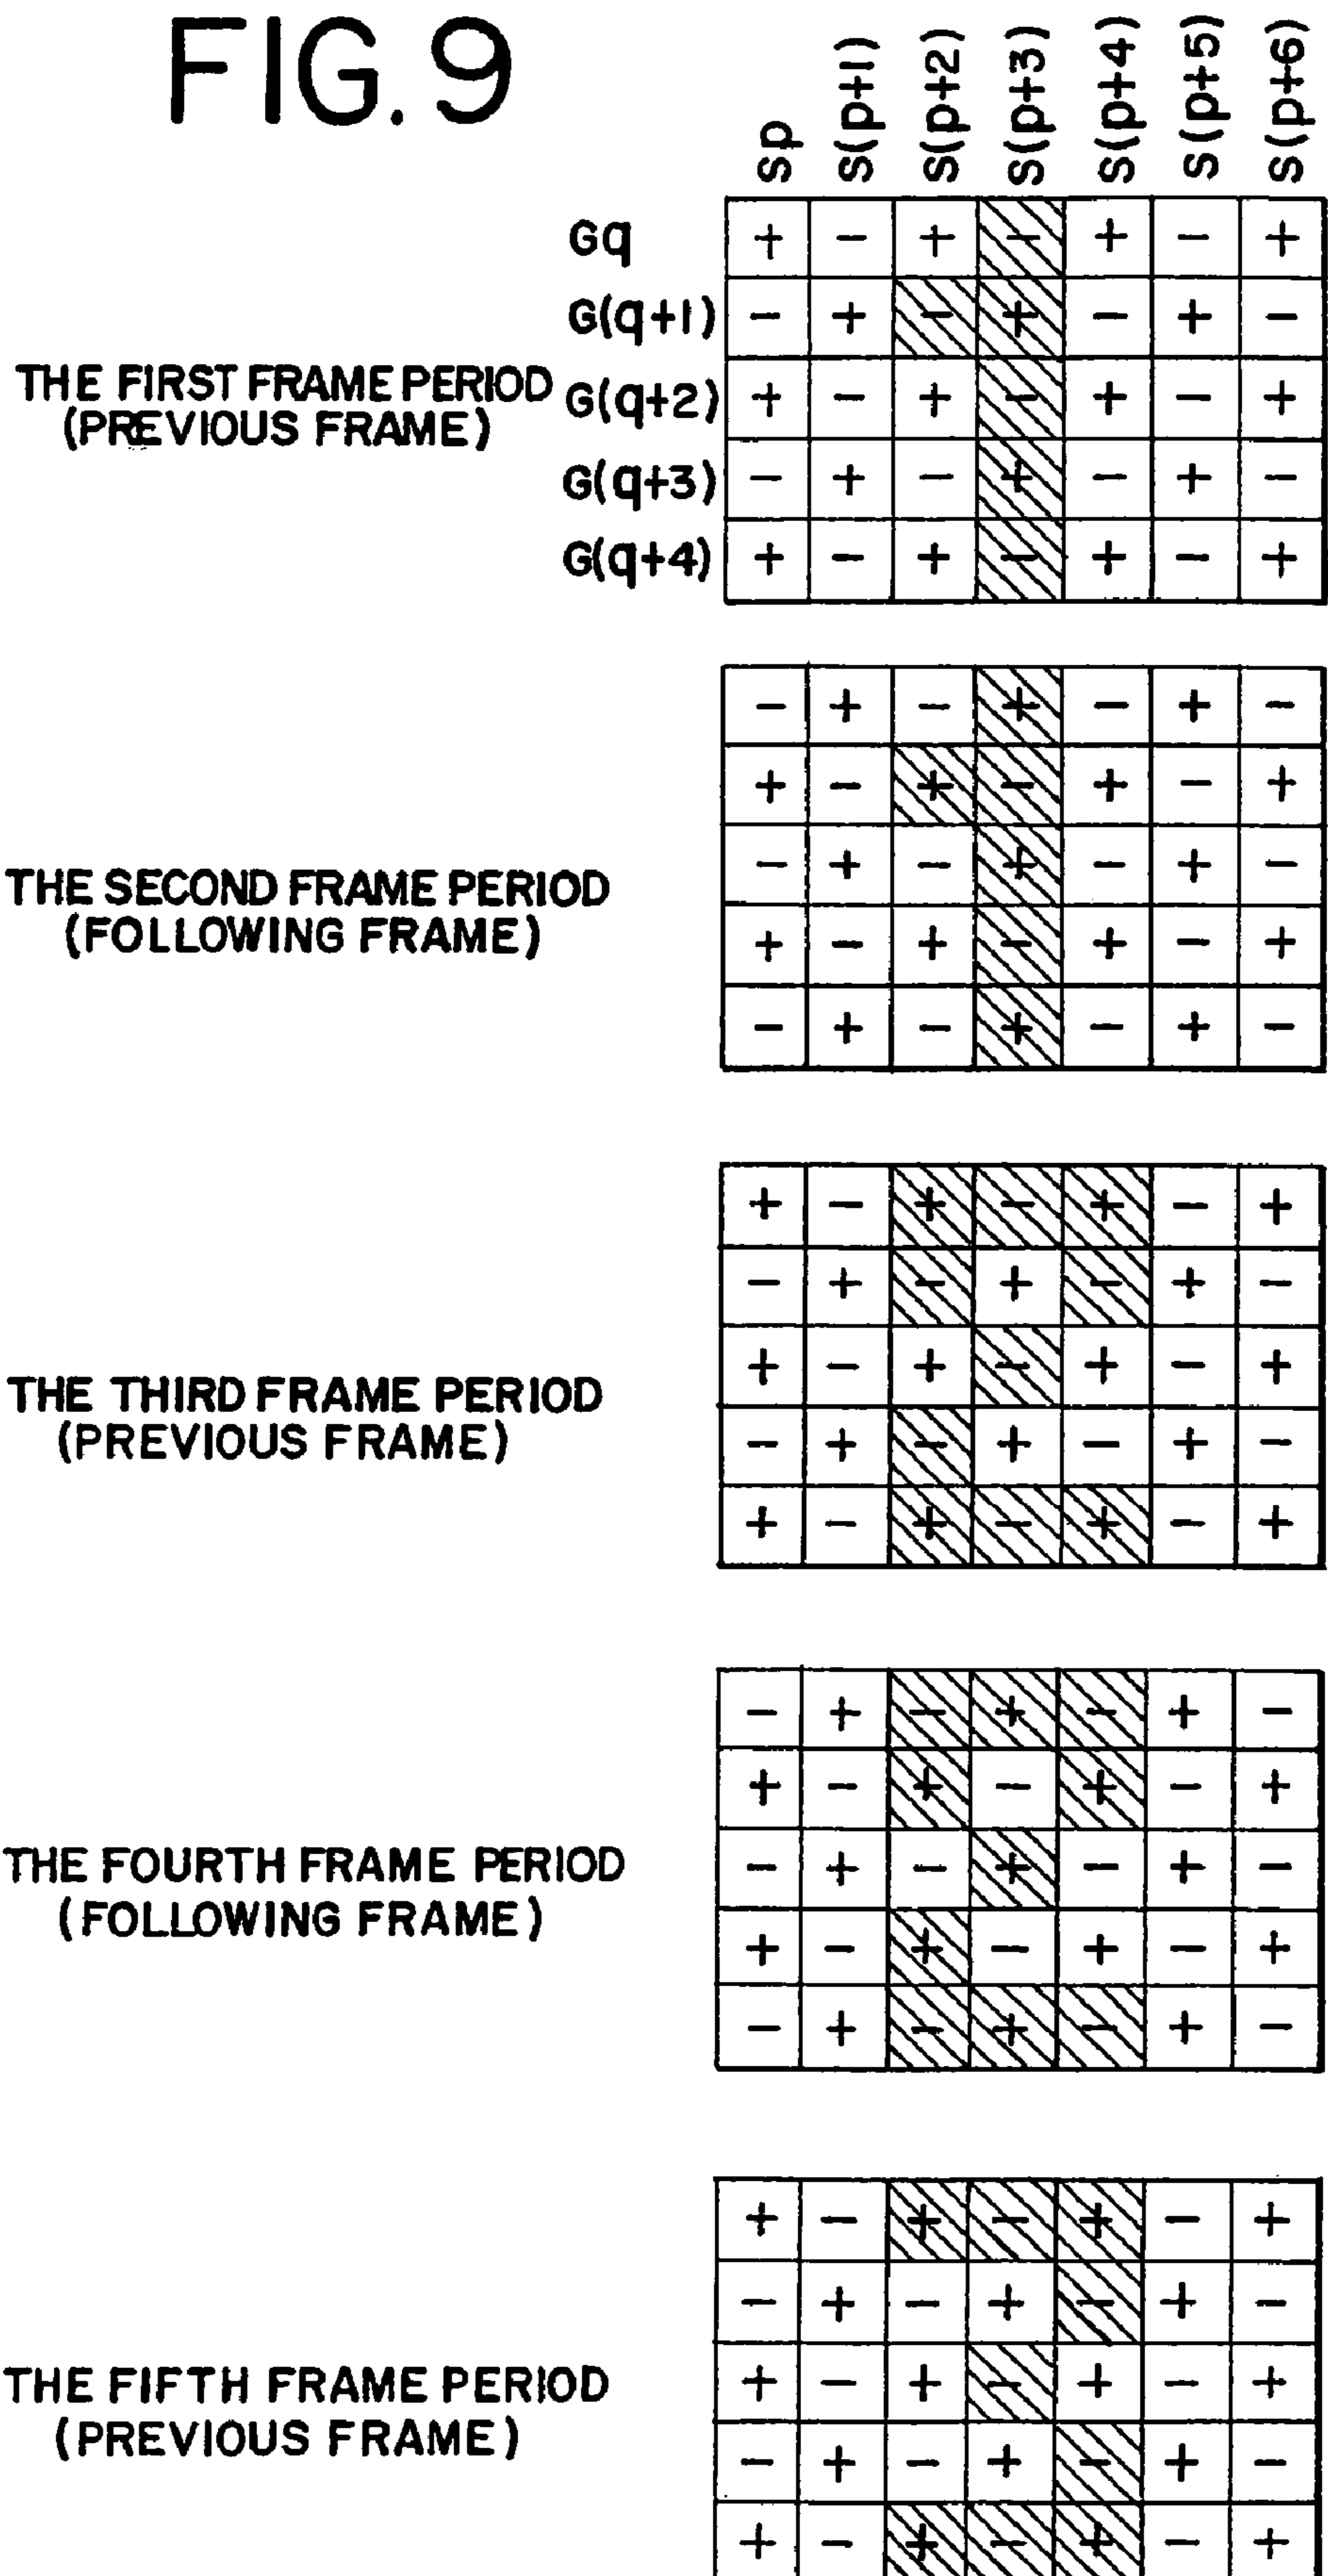 FIG. 9
Sp S(p+1) S(p+2) S(p+3) S(p+4) S(p+5) S(p+6)
Gq + - + - + - +
G(q+1) - + - + - + -
THE FIRST FRAME PERIOD
(PREVIOUS FRAME)
G(q+2) + - + - + - +
G(q+3) - + - + - + -
G(q+4) + - + - + - +
- + - + - + -
+ - + - + - +
- + - + - + -
THE SECOND FRAME PERIOD
(FOLLOWING FRAME)
+ - + - + - +
- + - + - + -
+ - + - + - +
- + - + - + -
+ - + - + - +
THE THIRD FRAME PERIOD
(PREVIOUS FRAME)
- + - + - + -
+ - + - + - +
- + - + - + -
+ - + - + - +
- + - + - + -
THE FOURTH FRAME PERIOD
(FOLLOWING FRAME)
+ - + - + - +
- + - + - + -
+ - + - + - +
- + - + - + -
+ - + - + - +
THE FIFTH FRAME PERIOD
(PREVIOUS FRAME)
- + - + - + -
+ - + - + - +